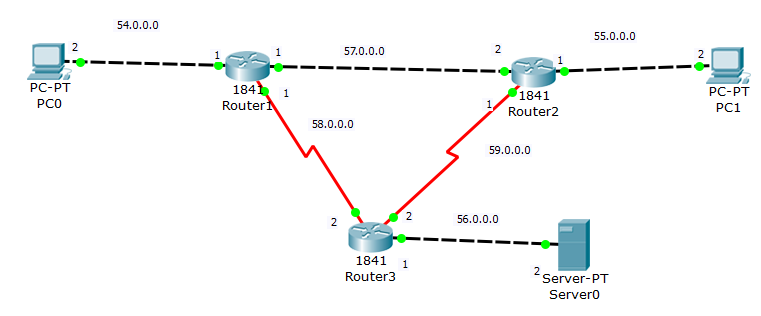 54.0.0.0
57.0.0.0
55.0.0.0
2
1
1
2
1
2
PC-PT
PC0
1841
Router1
1
1841
Router2
1
PC-PT
PC1
58.0.0.0
59.0.0.0
2
2
56.0.0.0
1841
Router3
1
2
Server-PT
Server0